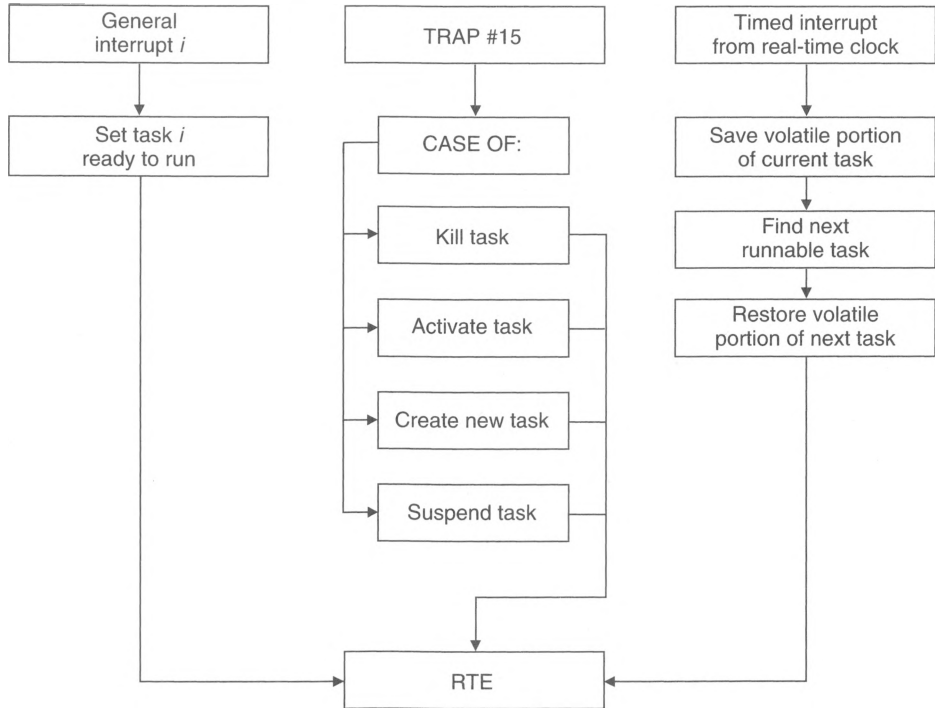 General
interrupt i
Set task i
ready to run
TRAP #15
CASE OF:
Kill task
Activate task
Create new task
Suspend task
Timed interrupt
from real-time clock
Save volatile portion
of current task
Find next
runnable task
Restore volatile
portion of next task
RTE